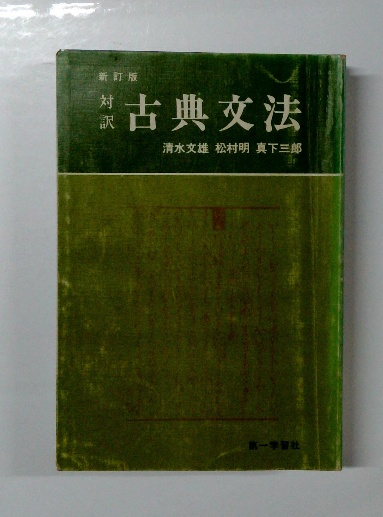 新訂版
対訳 古典文法
清水文雄 松村明 真下三郎
第一学習社